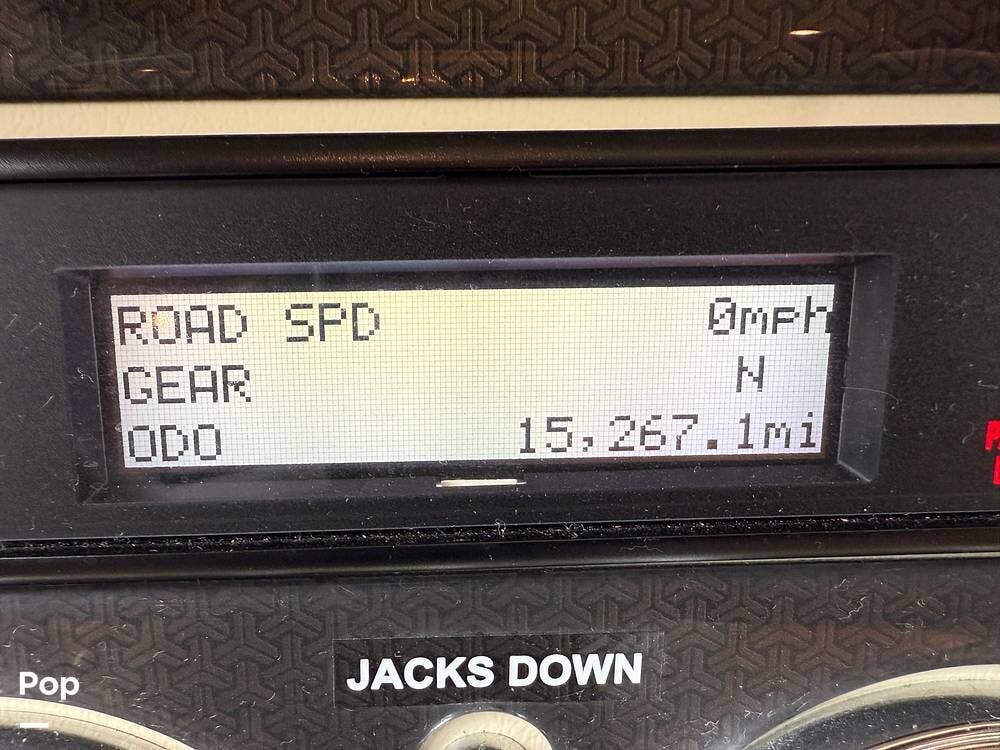 ROAD SPD 0mph
GEAR N
ODO 15,267.1mi
JACKS DOWN
Pop